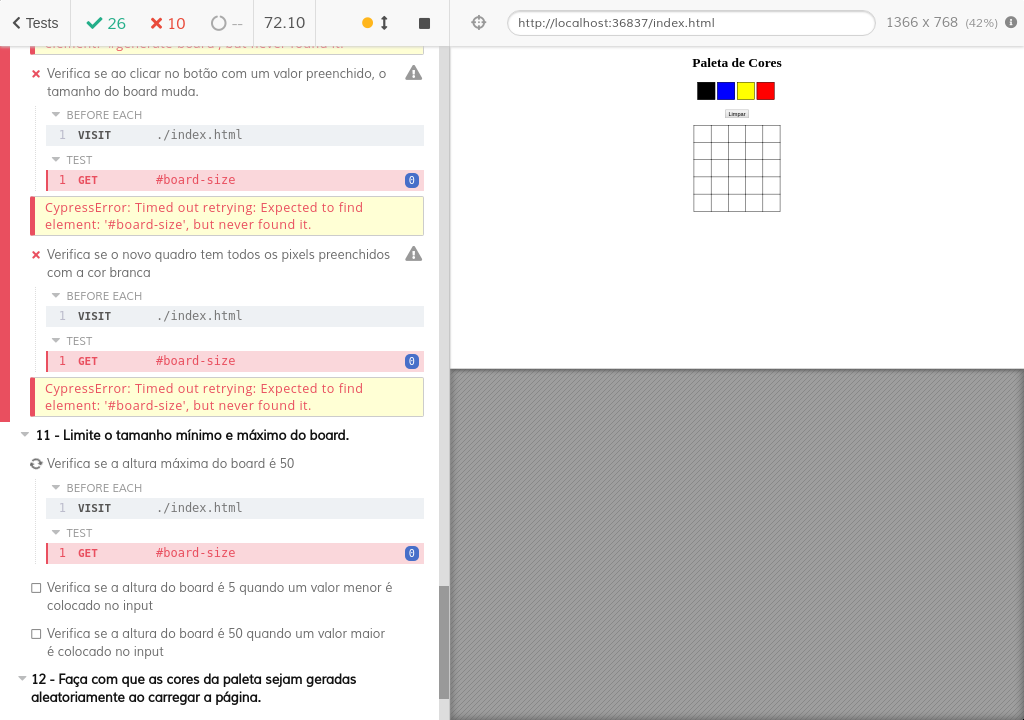 Tests
26
10
--
72.10
http://localhost:36837/index.html
1366 x 768 (42%)
element: '#generate-board', but never found it.
Verifica se ao clicar no botão com um valor preenchido, o
tamanho do board muda.
BEFORE EACH
1 VISIT ./index.html
TEST
1 GET #board-size 0
CypressError: Timed out retrying: Expected to find
element: '#board-size', but never found it.
Verifica se o novo quadro tem todos os pixels preenchidos
com a cor branca
BEFORE EACH
1 VISIT ./index.html
TEST
1 GET #board-size 0
CypressError: Timed out retrying: Expected to find
element: '#board-size', but never found it.
11 - Limite o tamanho mínimo e máximo do board.
Verifica se a altura máxima do board é 50
BEFORE EACH
1 VISIT ./index.html
TEST
1 GET #board-size 0
Verifica se a altura do board é 5 quando um valor menor é
colocado no input
Verifica se a altura do board é 50 quando um valor maior
é colocado no input
12 - Faça com que as cores da paleta sejam geradas
aleatoriamente ao carregar a página.
Paleta de Cores
Limpar